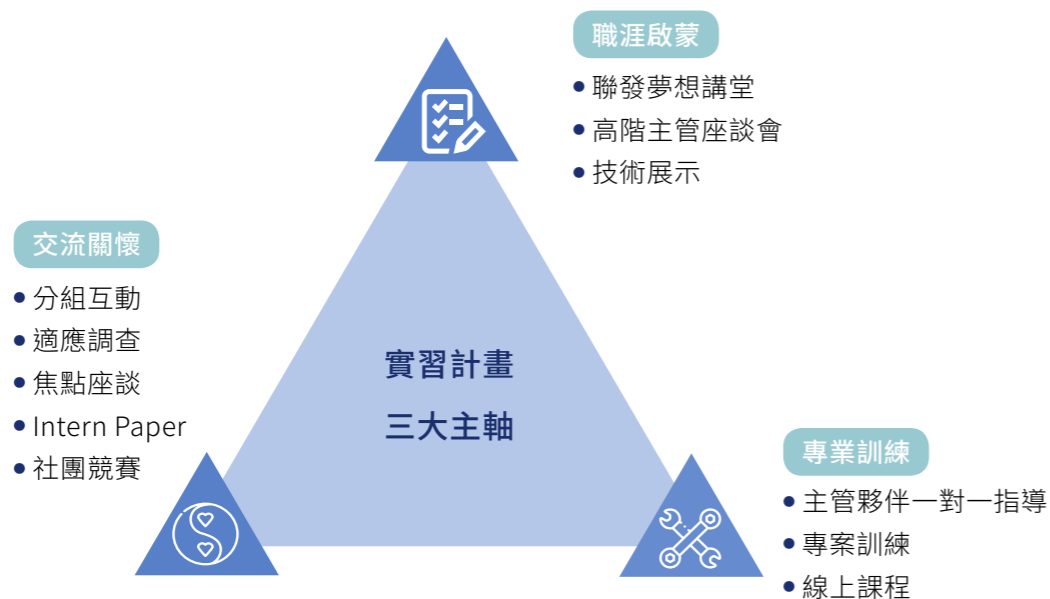 職涯啟蒙
聯發夢想講堂
高階主管座談會
技術展示
交流關懷
分組互動
適應調查
焦點座談
Intern Paper
社團競賽
實習計畫
三大主軸
專業訓練
主管夥伴一對一指導
專案訓練
線上課程